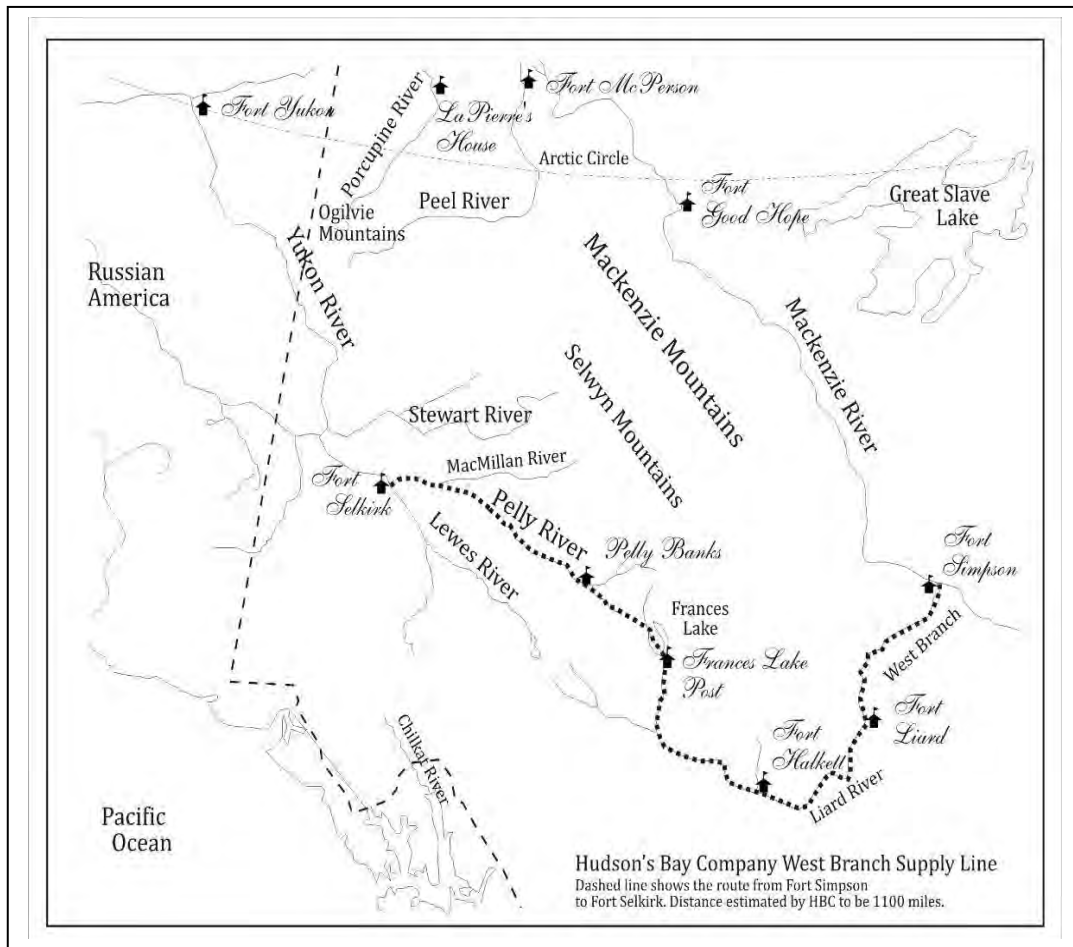 Fort Yukon
Porcupine River
La Pierre's
House
Fort McPerson
Arctic Circle
Fort
Good Hope
Great Slave
Lake
Ogilvie
Mountains
Peel River
Russian
America
Yukon River
Mackenzie Mountains
Mackenzie River
Selwyn Mountains
Stewart River
MacMillan River
Fort
Selkirk
Pelly River
Lewes River
Pelly Banks
Fort
Simpson
Frances
Lake
Frances Lake
Post
West Branch
Fort
Liard
Fort
Halkell
Liard River
Chilkat River
Pacific
Ocean
Hudson's Bay Company West Branch Supply Line
Dashed line shows the route from Fort Simpson
to Fort Selkirk. Distance estimated by HBC to be 1100 miles.